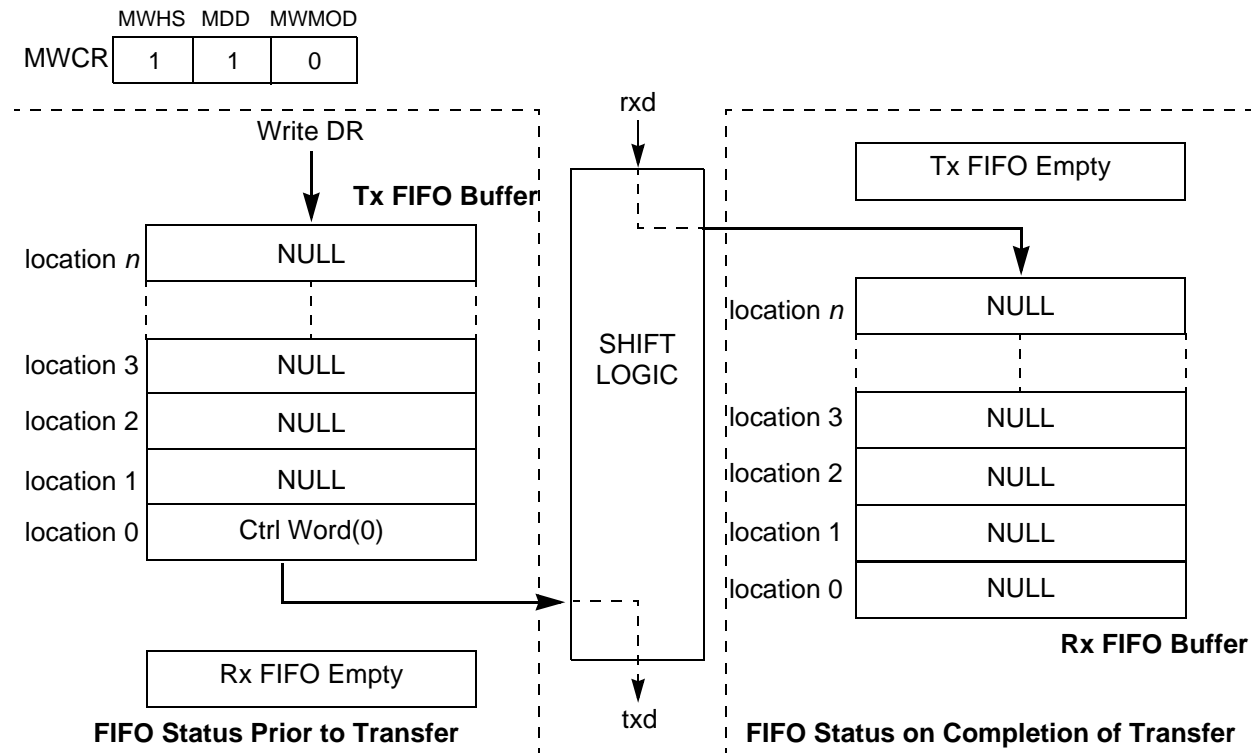 MWHS MDD MWMOD
MWCR 1 1 0
Write DR
Tx FIFO Buffer
location n NULL
location 3 NULL
location 2 NULL
location 1 NULL
location 0 Ctrl Word(0)
Rx FIFO Empty
FIFO Status Prior to Transfer
rxd
SHIFT
LOGIC
txd
Tx FIFO Empty
location n NULL
location 3 NULL
location 2 NULL
location 1 NULL
location 0 NULL
Rx FIFO Buffer
FIFO Status on Completion of Transfer